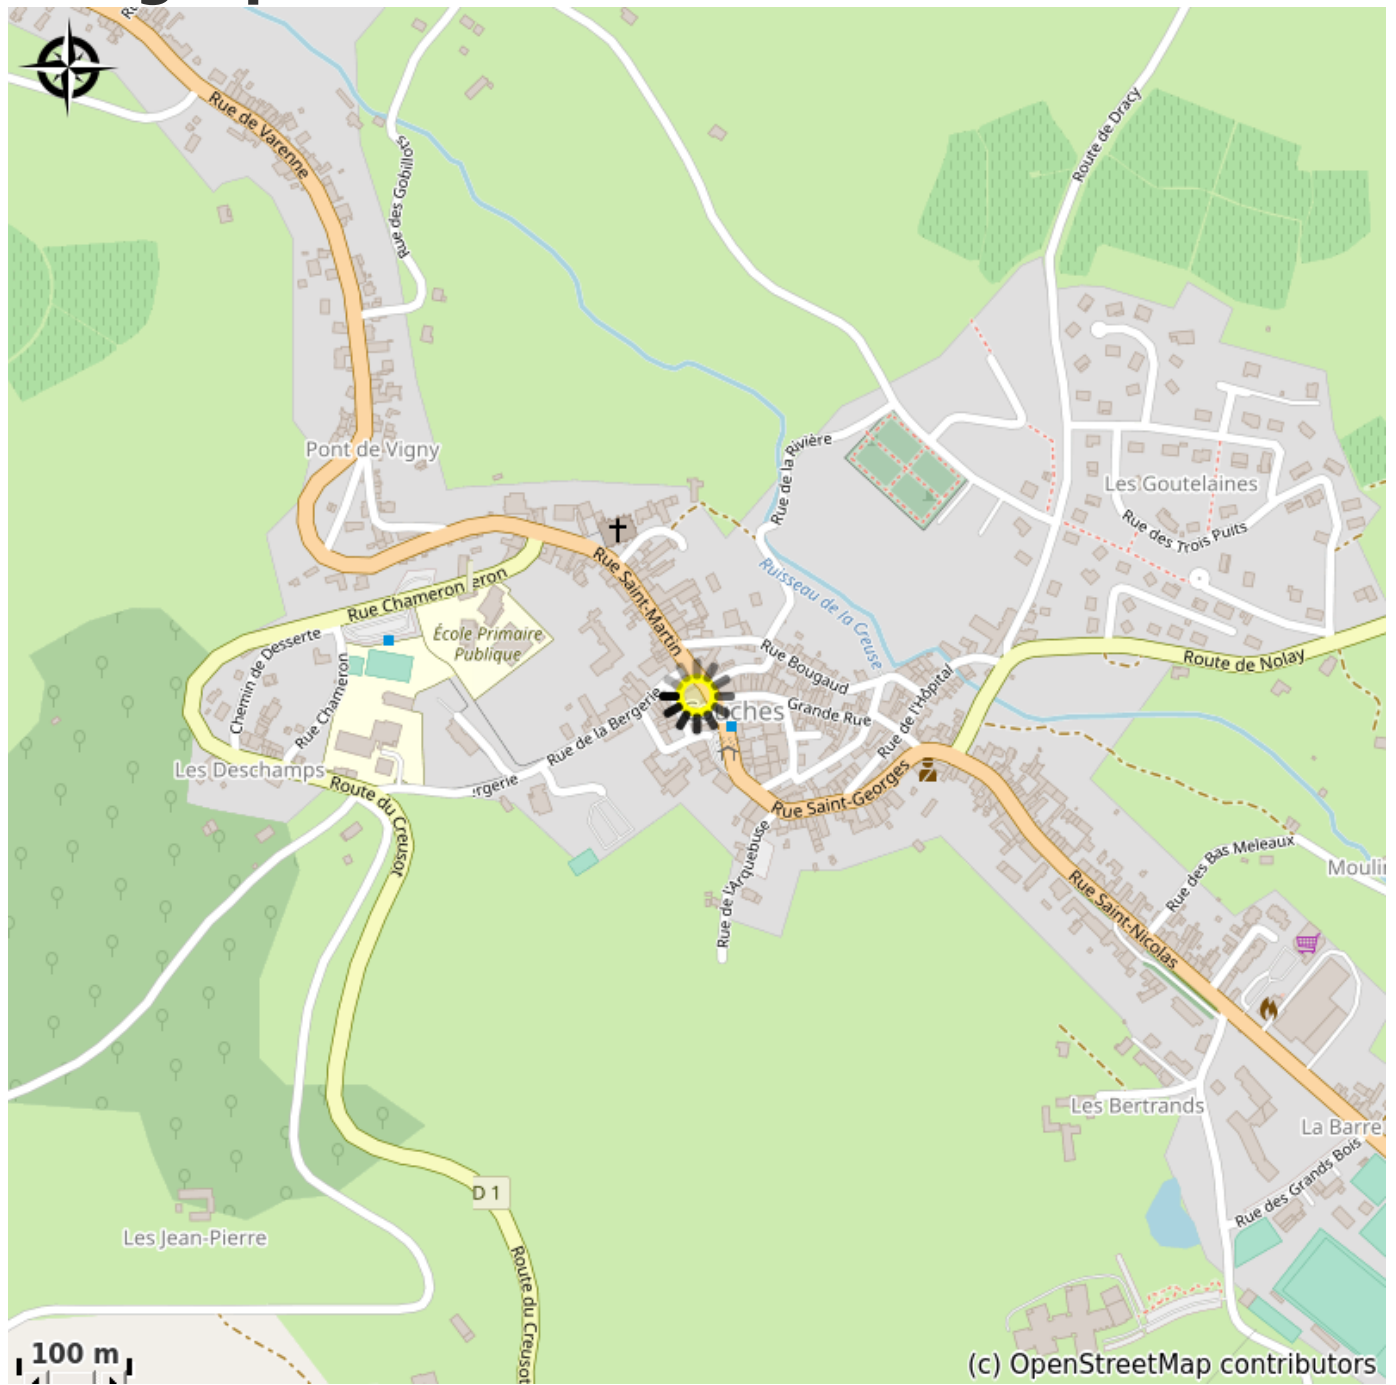 Rue de Varenne
Route de Dracy
Rue des Gobillots
Rue de la Rivière
Pont de Vigny
Les Goutelaines
Rue des Trois Puits
Rue Saint-Martin
Ruisseau de la Creuse
Rue Chameron
eron
École Primaire
Publique
Chemin de Desserte
Rue Chameron
Rue Bougaud
Route de Nolay
Rue de l'Hôpital
Rue de la Bergerie
Grande Rue
Les Deschamps
Route du Creusot
rgerie
Rue Saint-Georges
Rue de l'Arquebuse
Rue des Bas Meleaux
Moulin
Rue Saint-Nicolas
Les Bertrands
La Barre
Rue des Grands Bois
D 1
Les Jean-Pierre
Route du Creusot
100 m
(c) OpenStreetMap contributors